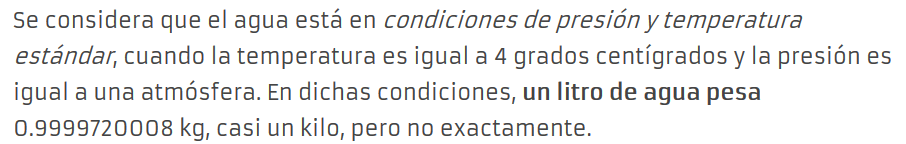 Se considera que el agua está en condiciones de presión y temperatura
estándar, cuando la temperatura es igual a 4 grados centígrados y la presión es
igual a una atmósfera. En dichas condiciones, un litro de agua pesa
0.9999720008 kg, casi un kilo, pero no exactamente.